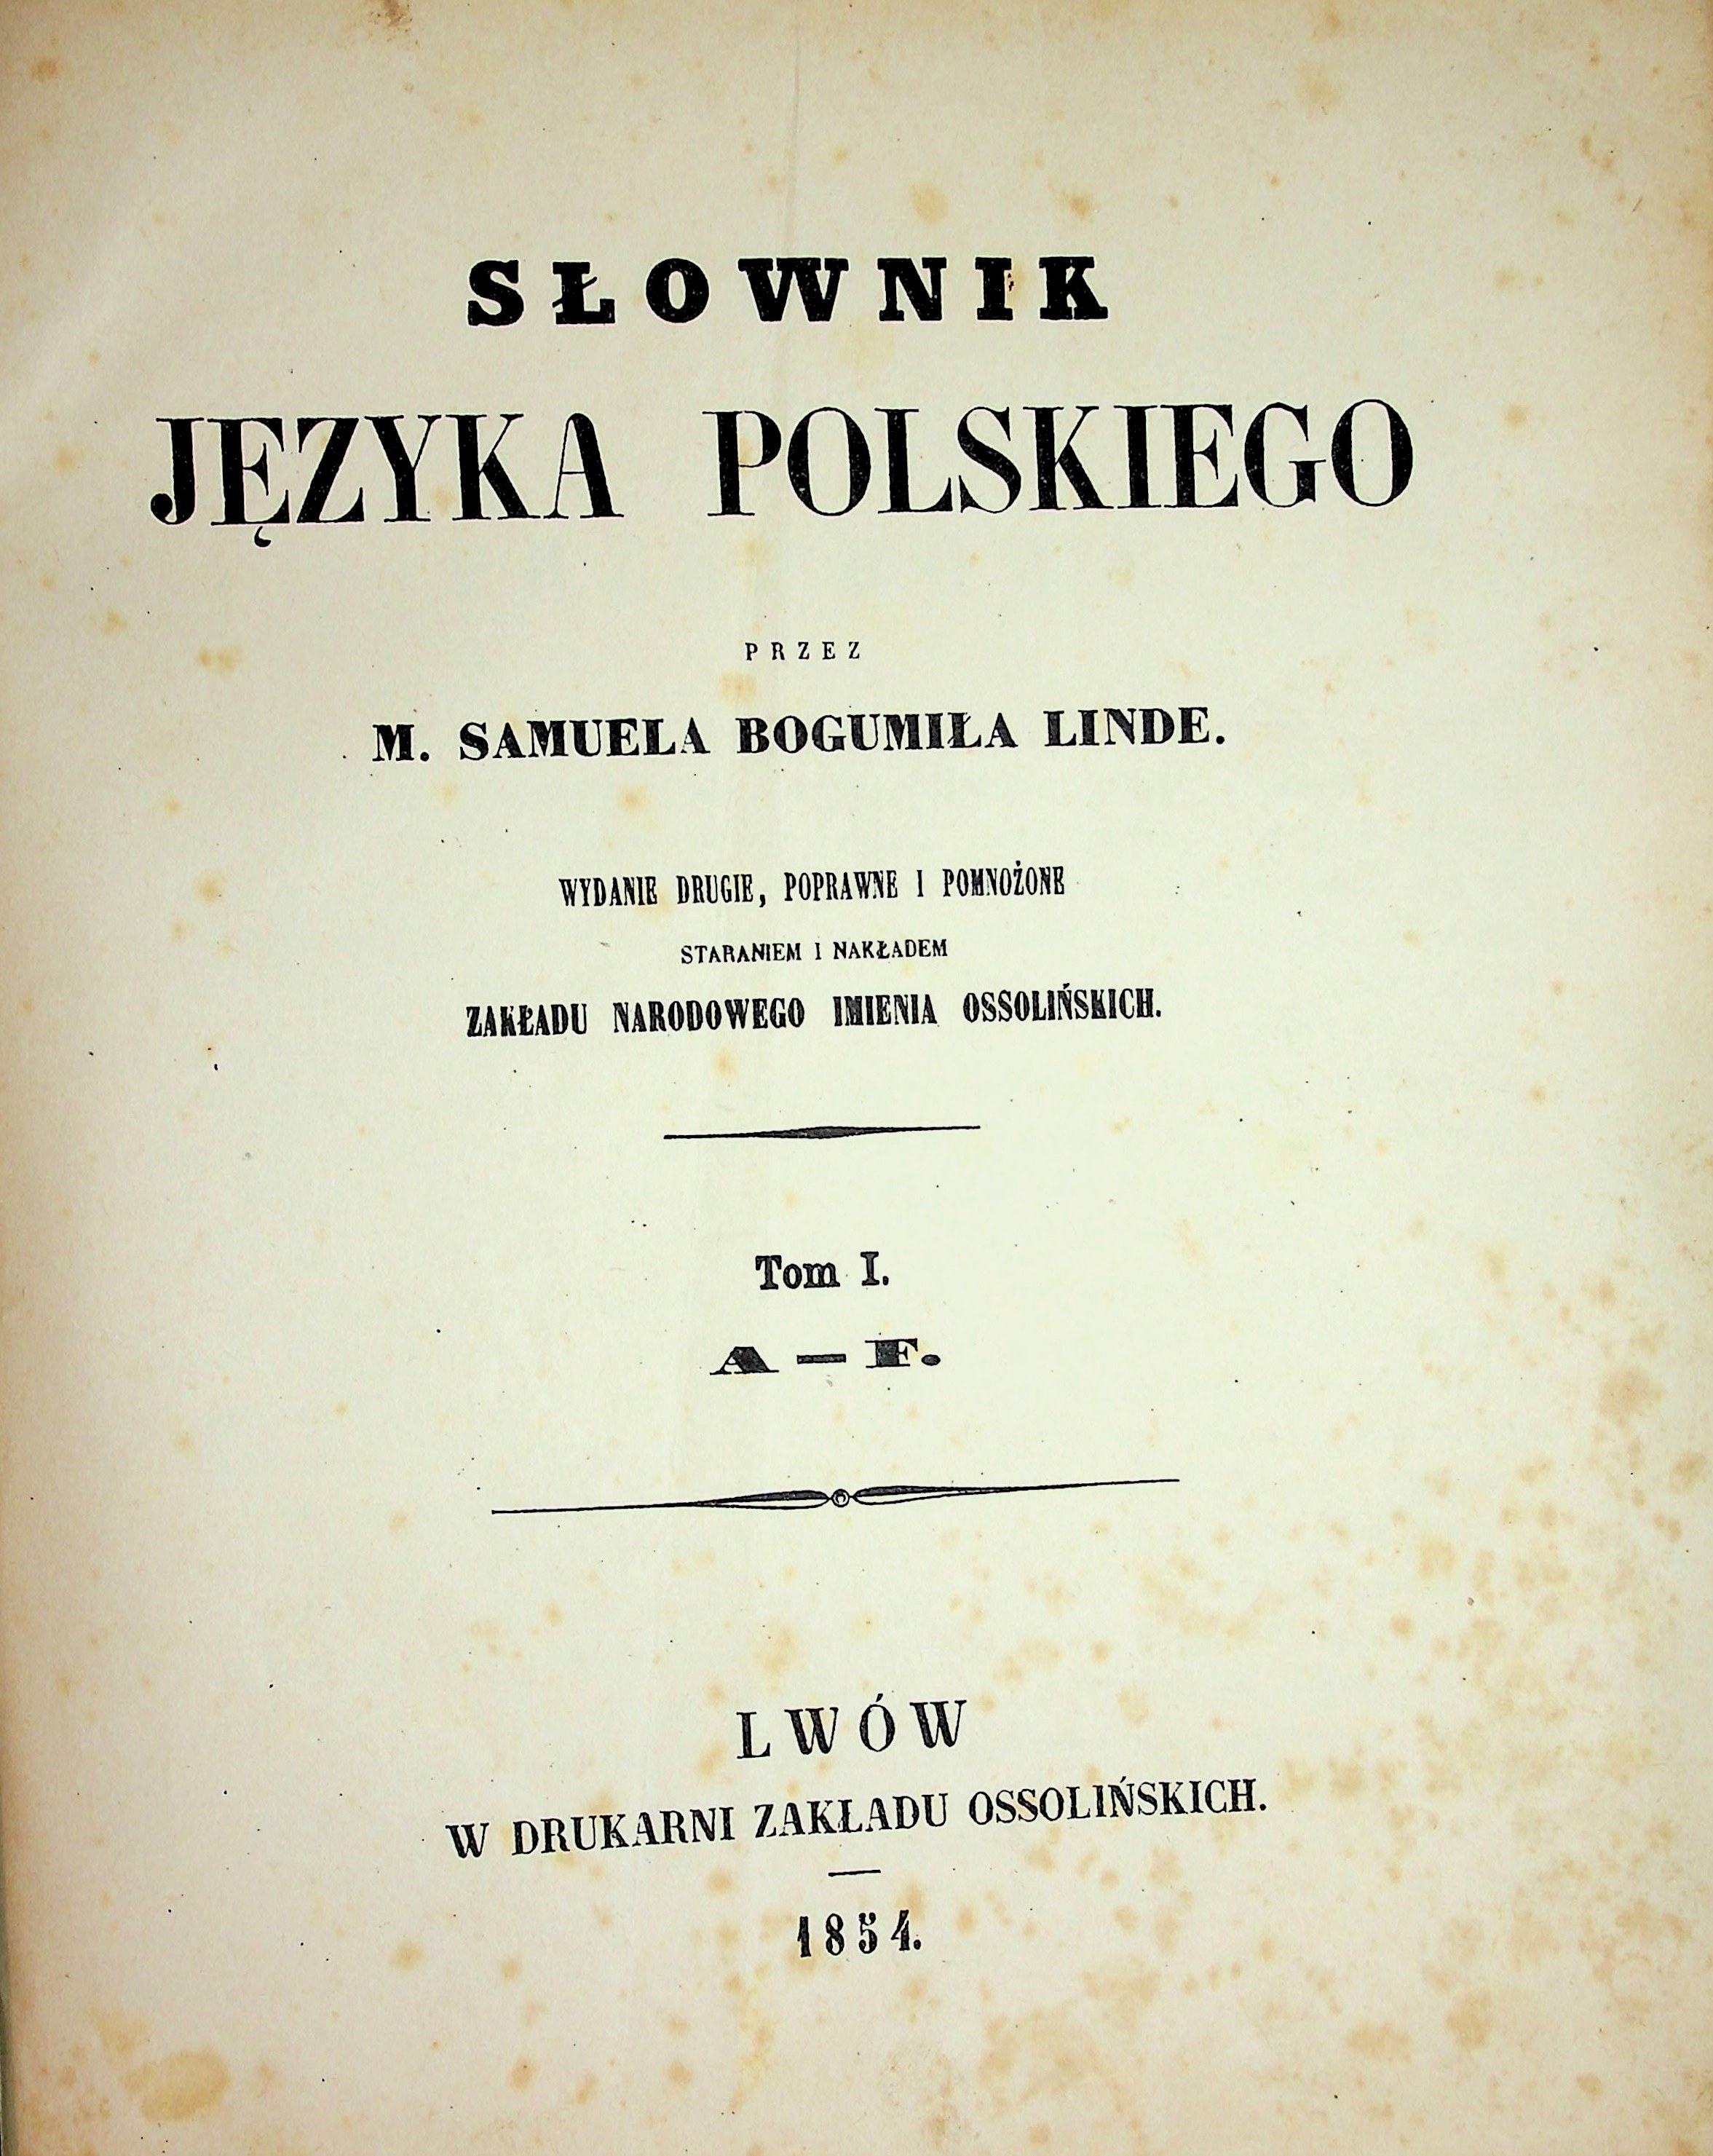 SŁOWNIK
JĘZYKA POLSKIEGO
PRZEZ
M. SAMUELA BOGUMIŁA LINDE.
WYDANIE DRUGIE, POPRAWNE I POMNOŻONE
STARANIEM I NAKŁADEM
ZAKŁADU NARODOWEGO IMIENIA OSSOLIŃSKICH.
Tom I.
A — F.
LWÓW
W DRUKARNI ZAKŁADU OSSOLIŃSKICH.
1854.